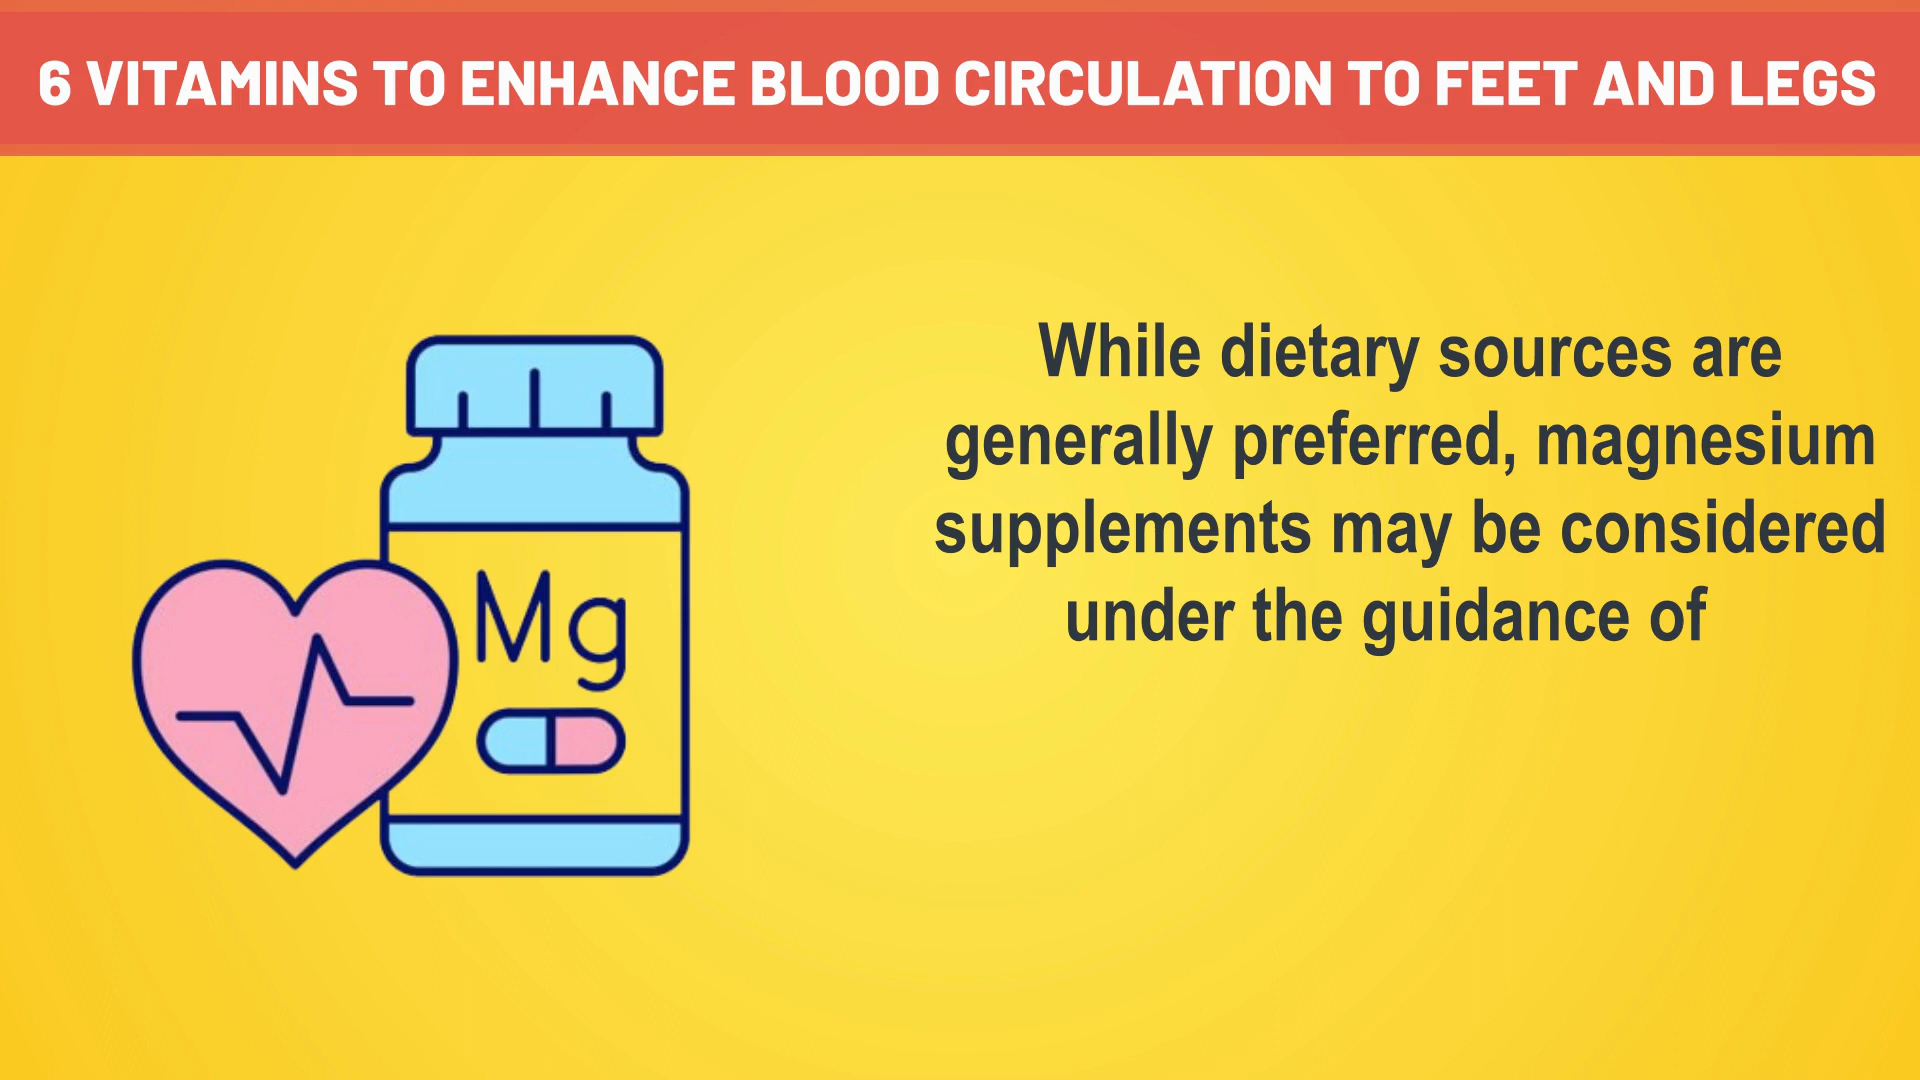 6 VITAMINS TO ENHANCE BLOOD CIRCULATION TO FEET AND LEGS
While dietary sources are
generally preferred, magnesium
supplements may be considered
under the guidance of
Mg